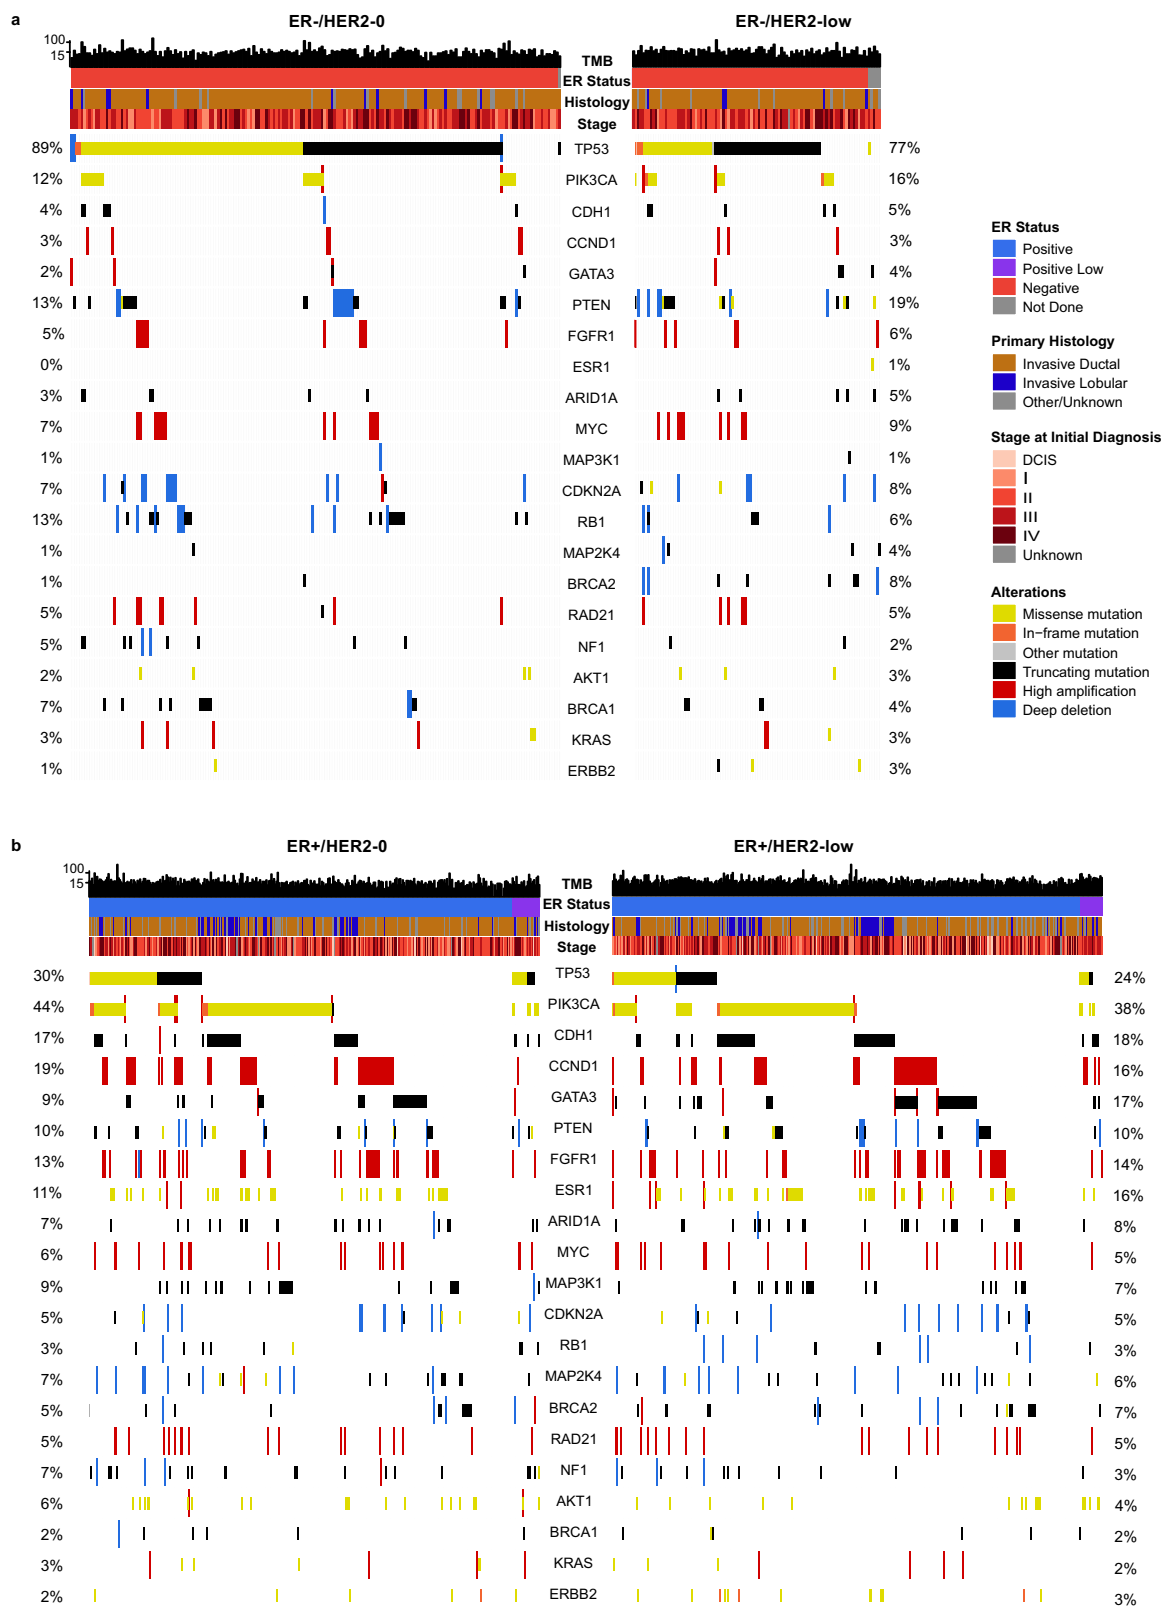 a
ER-/HER2-0
ER-/HER2-low
100
15
TMB
ER Status
Histology
Stage
89% TP53 77%
12% PIK3CA 16%
4% CDH1 5%
3% CCND1 3%
2% GATA3 4%
13% PTEN 19%
5% FGFR1 6%
0% ESR1 1%
3% ARID1A 5%
7% MYC 9%
1% MAP3K1 1%
7% CDKN2A 8%
13% RB1 6%
1% MAP2K4 4%
1% BRCA2 8%
5% RAD21 5%
5% NF1 2%
2% AKT1 3%
7% BRCA1 4%
3% KRAS 3%
1% ERBB2 3%
ER Status
Positive
Positive Low
Negative
Not Done
Primary Histology
Invasive Ductal
Invasive Lobular
Other/Unknown
Stage at Initial Diagnosis
DCIS
I
II
III
IV
Unknown
Alterations
Missense mutation
In−frame mutation
Other mutation
Truncating mutation
High amplification
Deep deletion
b
ER+/HER2-0
ER+/HER2-low
100
15
TMB
ER Status
Histology
Stage
30% TP53 24%
44% PIK3CA 38%
17% CDH1 18%
19% CCND1 16%
9% GATA3 17%
10% PTEN 10%
13% FGFR1 14%
11% ESR1 16%
7% ARID1A 8%
6% MYC 5%
9% MAP3K1 7%
5% CDKN2A 5%
3% RB1 3%
7% MAP2K4 6%
5% BRCA2 7%
5% RAD21 5%
7% NF1 3%
6% AKT1 4%
2% BRCA1 2%
3% KRAS 2%
2% ERBB2 3%